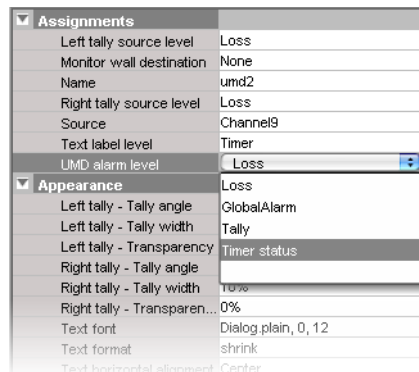 Assignments
Left tally source level Loss
Monitor wall destination None
Name umd2
Right tally source level Loss
Source Channel9
Text label level Timer
UMD alarm level Loss
Appearance Loss
Left tally - Tally angle GlobalAlarm
Left tally - Tally width Tally
Left tally - Transparency Timer status
Right tally - Tally angle
Right tally - Tally width 10%
Right tally - Transparen... 0%
Text font Dialog.plain, 0, 12
Text format shrink
Text horizontal alignment Center